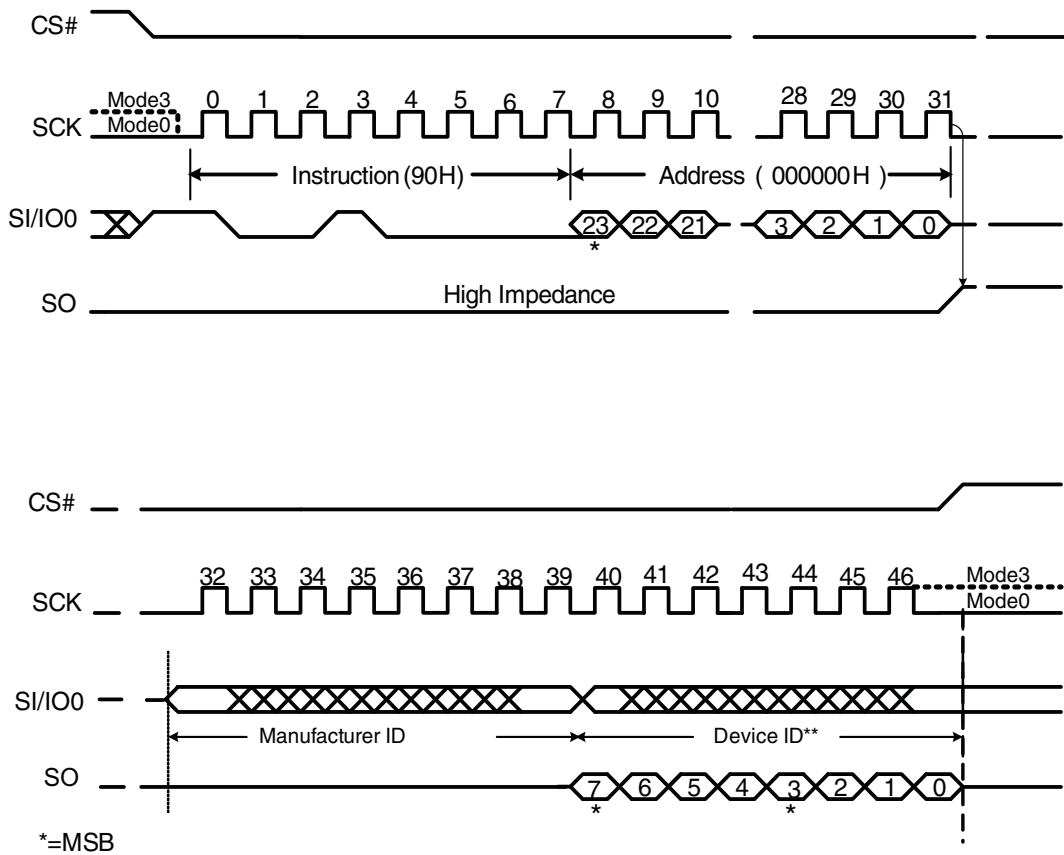 CS#
Mode3
0 1 2 3 4 5 6 7 8 9 10 28 29 30 31
SCK
Mode0
Instruction (90H)
Address ( 000000H )
SI/IO0
23 22 21 3 2 1 0
*
High Impedance
SO
CS#
32 33 34 35 36 37 38 39 40 41 42 43 44 45 46
Mode3
SCK
Mode0
SI/IO0
Manufacturer ID
Device ID**
SO
7 6 5 4 3 2 1 0
* *
*=MSB